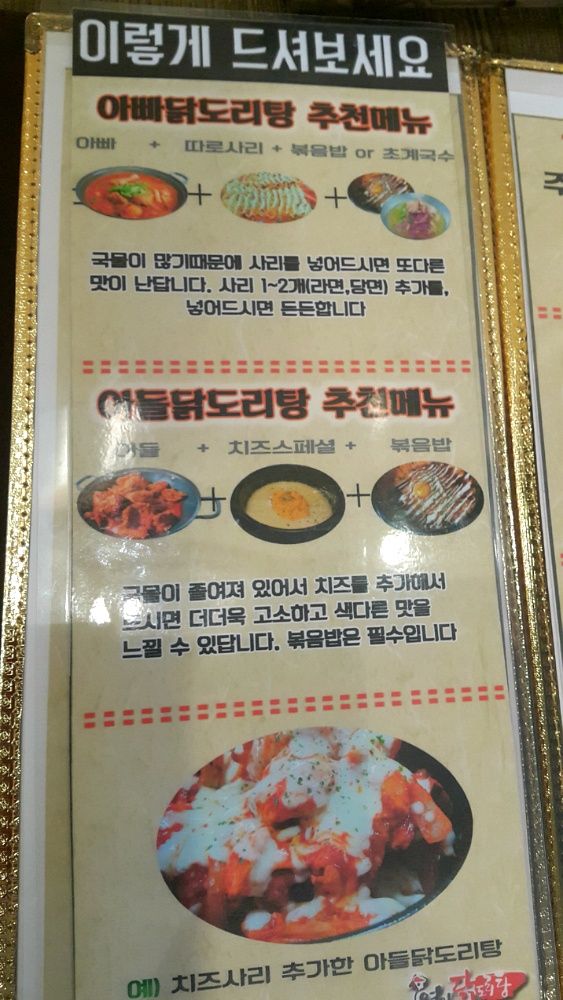 이렇게 드셔보세요
아빠닭도리탕 추천메뉴
아빠 + 따로사리 + 볶음밥 or 초계국수
+ +
국물이 많기때문에 사리를 넣어드시면 또다른
맛이 난답니다. 사리 1~2개(라면,당면) 추가를,
넣어드시면 든든합니다
아들닭도리탕 추천메뉴
아들 + 치즈스페셜 + 볶음밥
+ +
국물이 졸여져 있어서 치즈를 추가해서
드시면 더더욱 고소하고 색다른 맛을
느낄 수 있답니다. 볶음밥은 필수입니다
예) 치즈사리 추가한 아들닭도리탕
닭도리탕
주